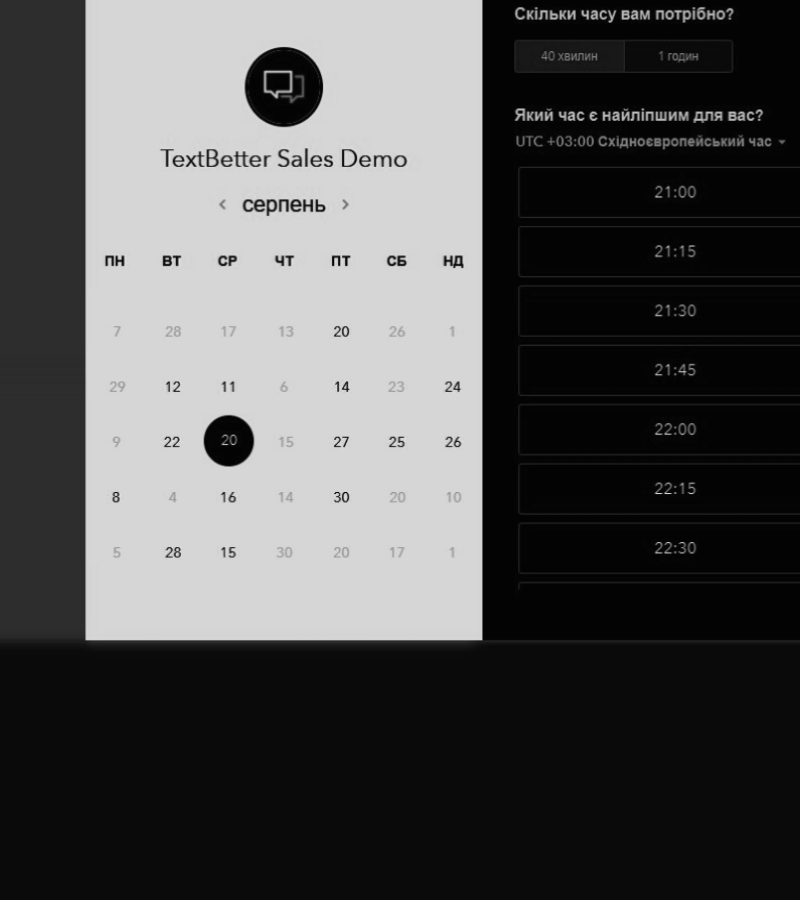 TextBetter Sales Demo
‹ серпень ›
ПН ВТ СР ЧТ ПТ СБ НД
7 28 17 13 20 26 1
29 12 11 6 14 23 24
9 22 20 15 27 25 26
8 4 16 14 30 20 10
5 28 15 30 20 17 1
Скільки часу вам потрібно?
40 хвилин 1 годин
Який час є найліпшим для вас?
UTC +03:00 Східноєвропейський час
21:00
21:15
21:30
21:45
22:00
22:15
22:30